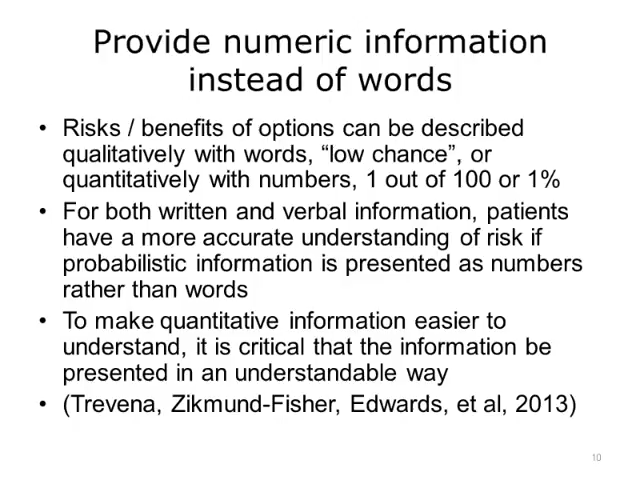 Provide numeric information
instead of words
• Risks / benefits of options can be described
qualitatively with words, “low chance”, or
quantitatively with numbers, 1 out of 100 or 1%
• For both written and verbal information, patients
have a more accurate understanding of risk if
probabilistic information is presented as numbers
rather than words
• To make quantitative information easier to
understand, it is critical that the information be
presented in an understandable way
• (Trevena, Zikmund-Fisher, Edwards, et al, 2013)
10